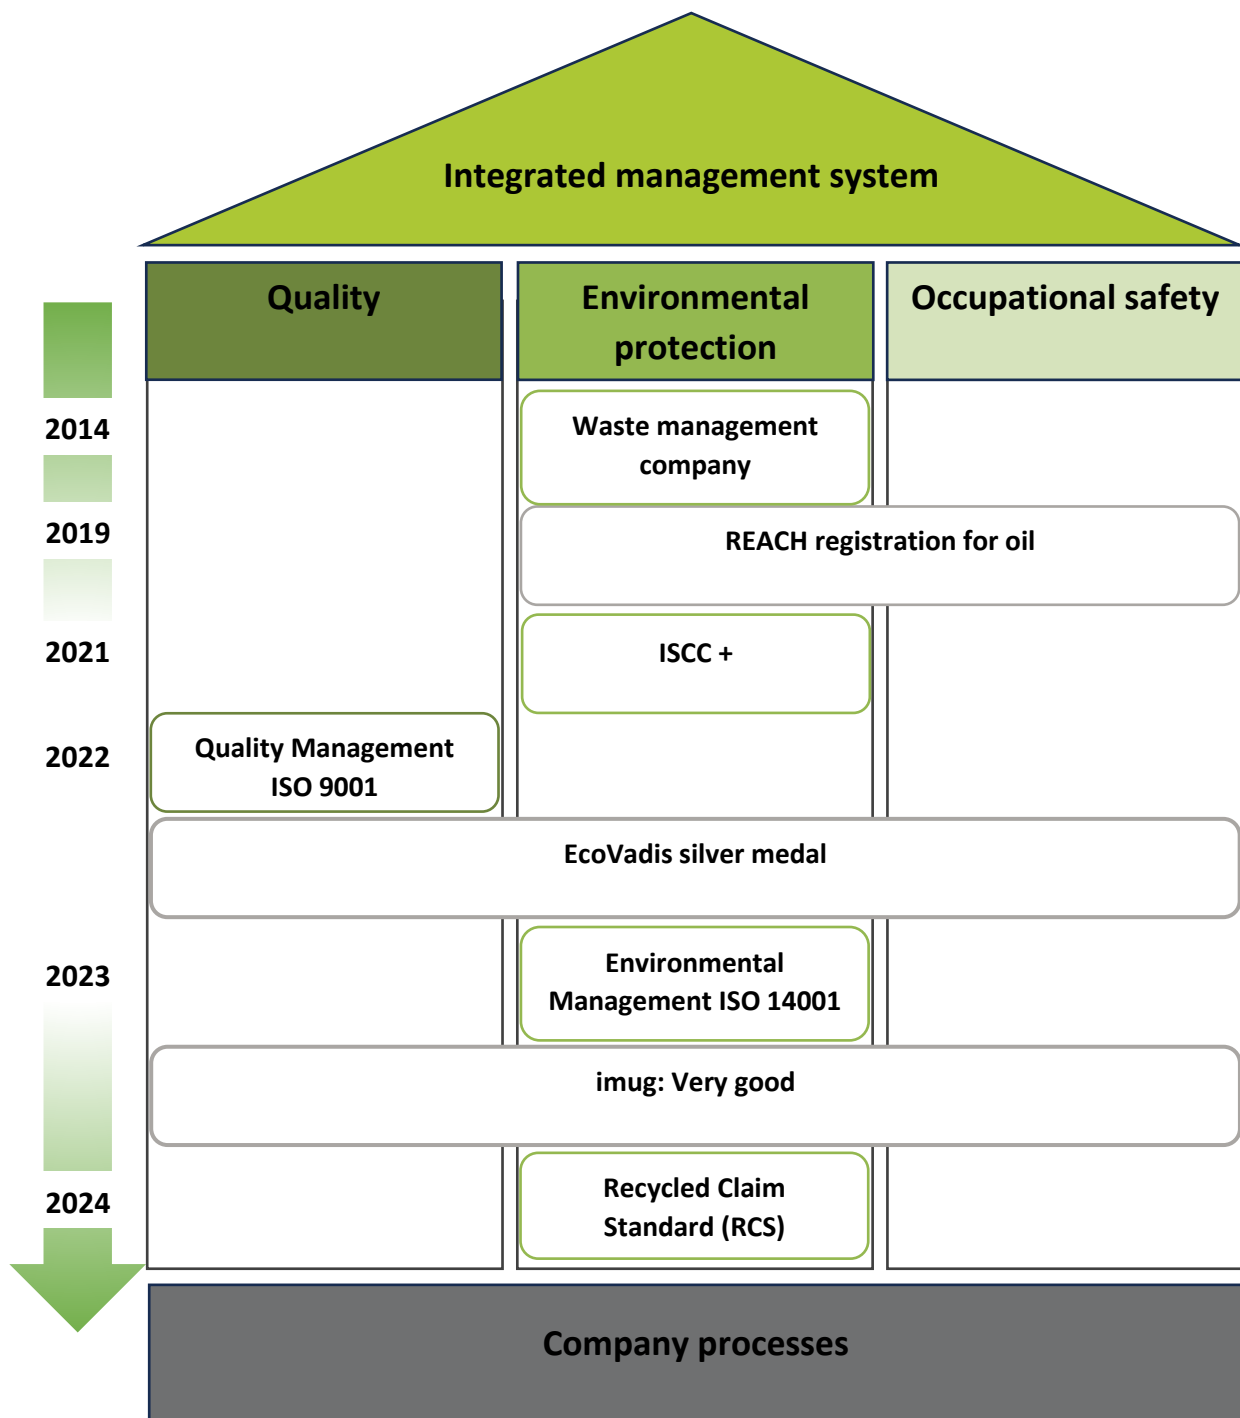 Integrated management system
Quality
Environmental
protection
Occupational safety
2014
Waste management
company
2019
REACH registration for oil
2021
ISCC +
2022
Quality Management
ISO 9001
EcoVadis silver medal
2023
Environmental
Management ISO 14001
imug: Very good
2024
Recycled Claim
Standard (RCS)
Company processes